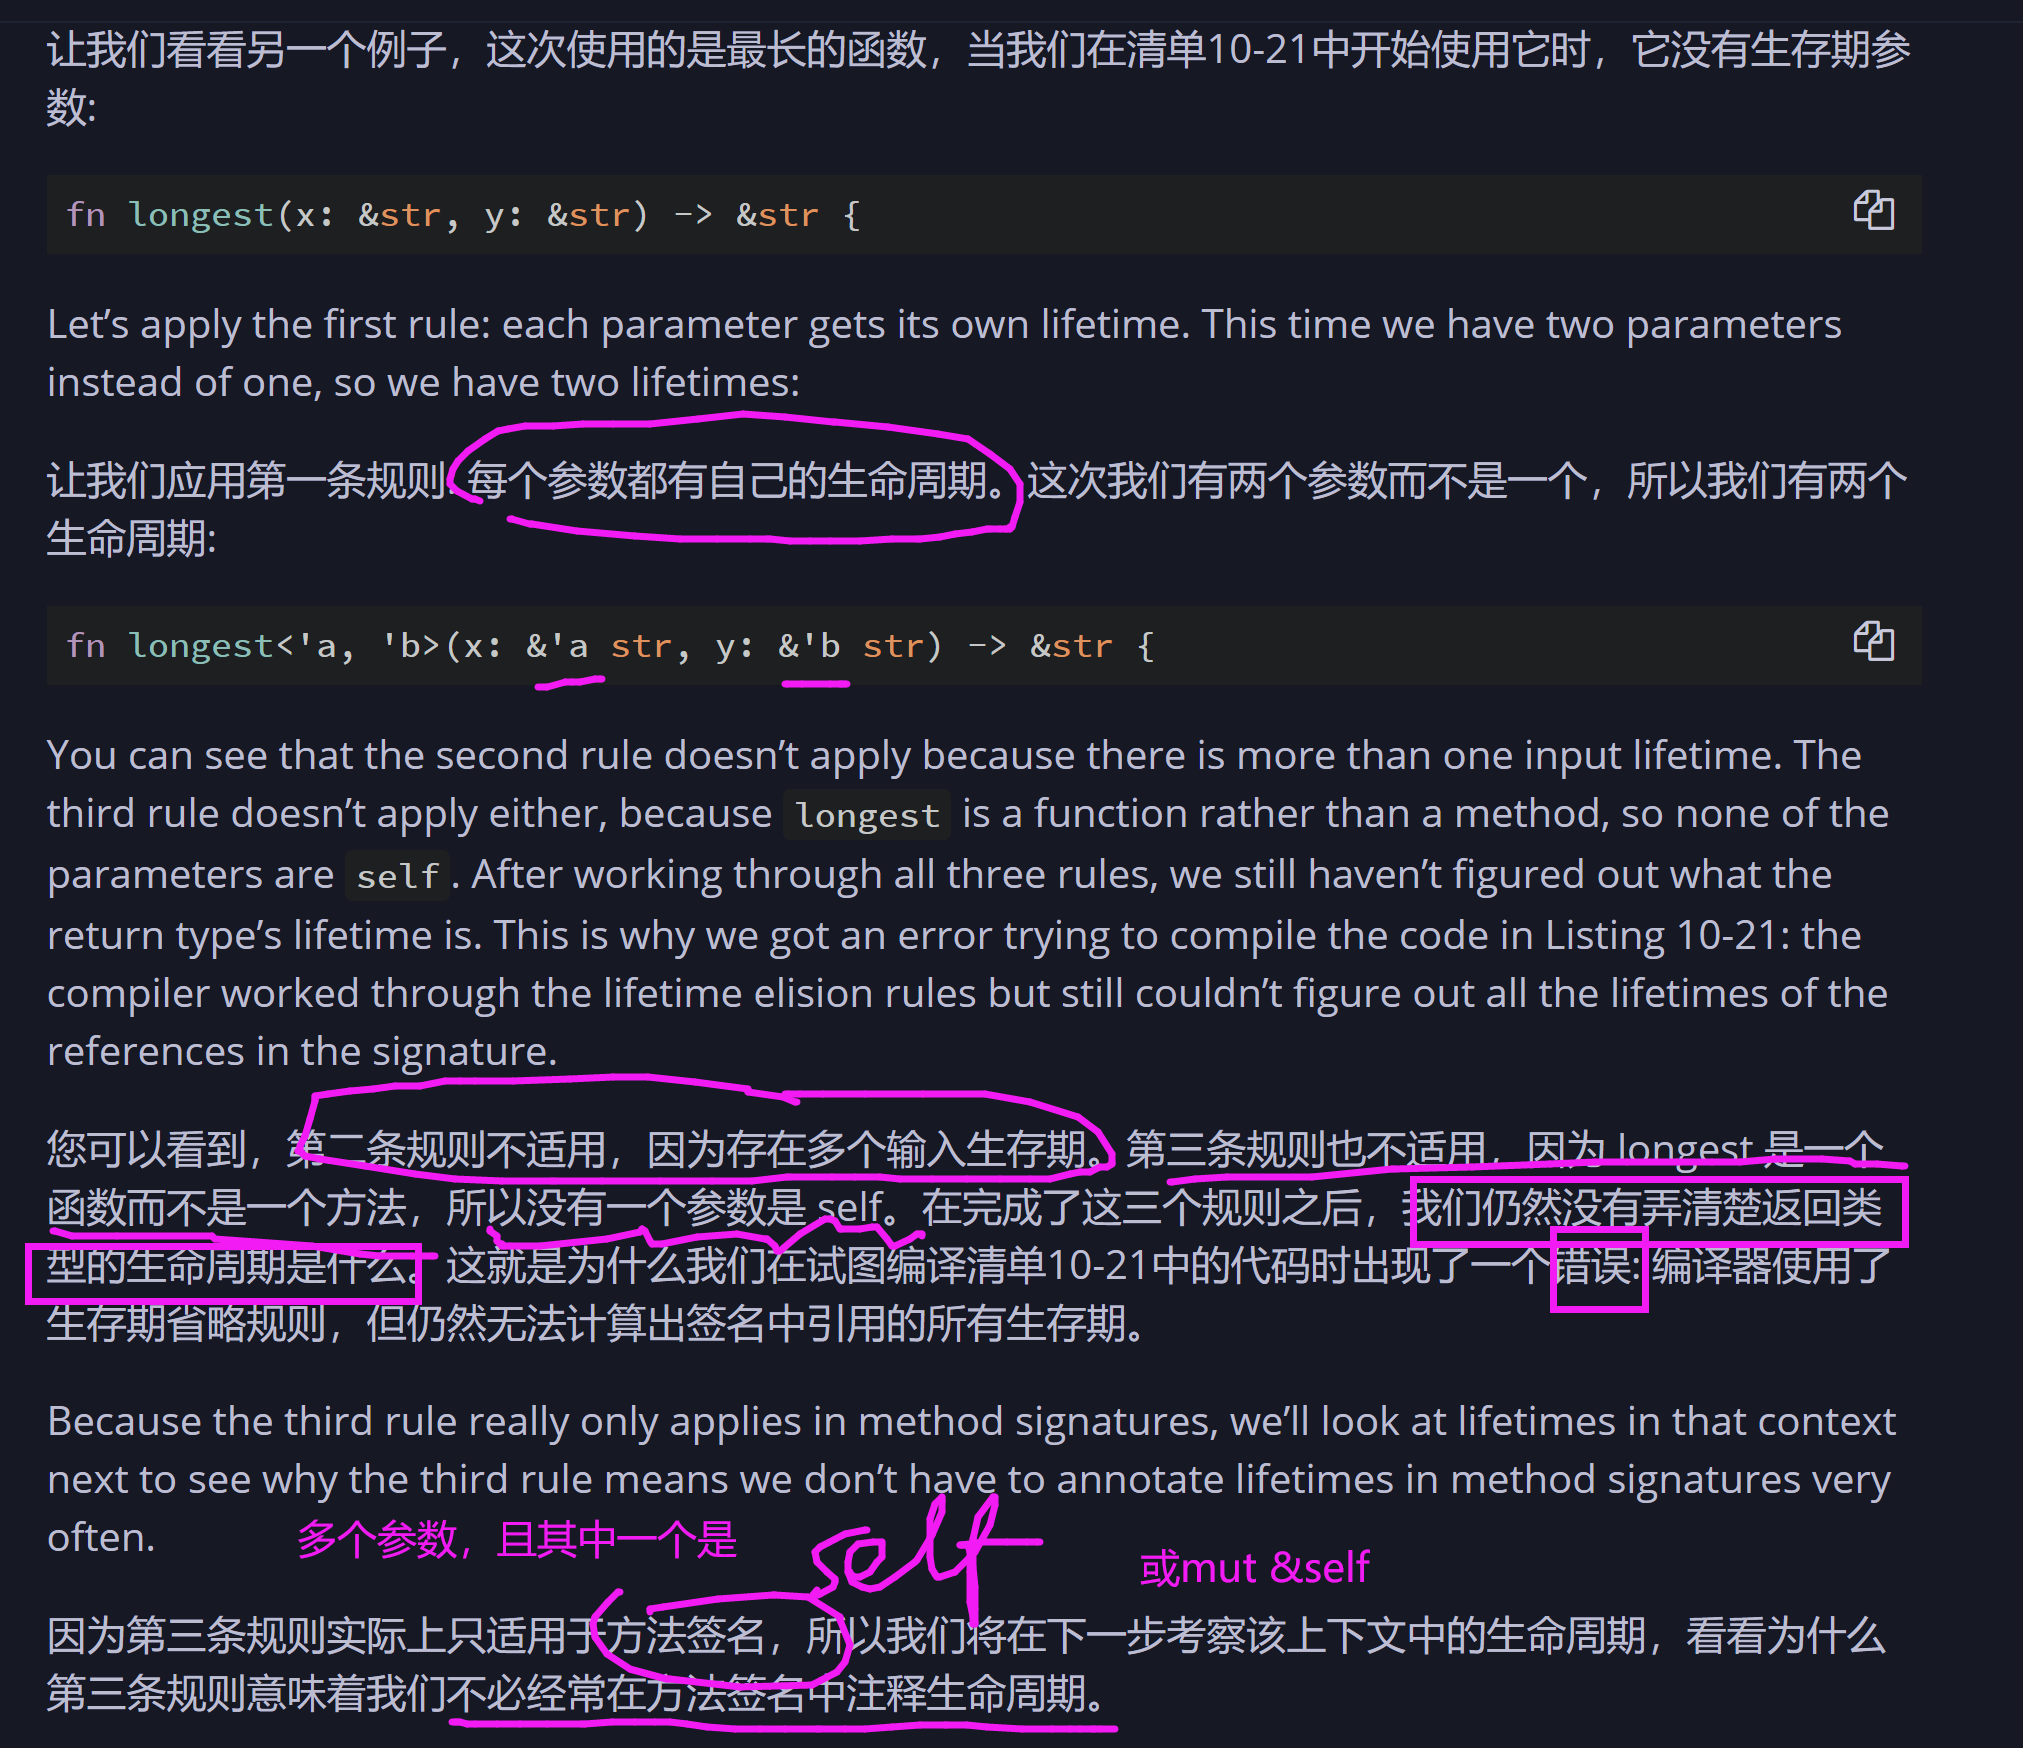 让我们看看另一个例子，这次使用的是最长的函数，当我们在清单10-21中开始使用它时，它没有生存期参
数:
fn longest(x: &str, y: &str) -> &str {
Let’s apply the first rule: each parameter gets its own lifetime. This time we have two parameters
instead of one, so we have two lifetimes:
让我们应用第一条规则: 每个参数都有自己的生命周期。这次我们有两个参数而不是一个，所以我们有两个
生命周期:
fn longest<'a, 'b>(x: &'a str, y: &'b str) -> &str {
You can see that the second rule doesn’t apply because there is more than one input lifetime. The
third rule doesn’t apply either, because longest is a function rather than a method, so none of the
parameters are self. After working through all three rules, we still haven’t figured out what the
return type’s lifetime is. This is why we got an error trying to compile the code in Listing 10-21: the
compiler worked through the lifetime elision rules but still couldn’t figure out all the lifetimes of the
references in the signature.
您可以看到，第二条规则不适用，因为存在多个输入生存期。第三条规则也不适用，因为 longest 是一个
函数而不是一个方法，所以没有一个参数是 self。在完成了这三个规则之后，我们仍然没有弄清楚返回类
型的生命周期是什么。这就是为什么我们在试图编译清单10-21中的代码时出现了一个错误: 编译器使用了
生存期省略规则，但仍然无法计算出签名中引用的所有生存期。
Because the third rule really only applies in method signatures, we’ll look at lifetimes in that context
next to see why the third rule means we don’t have to annotate lifetimes in method signatures very
often.
多个参数，且其中一个是 self 或mut &self
因为第三条规则实际上只适用于方法签名，所以我们将在下一步考察该上下文中的生命周期，看看为什么
第三条规则意味着我们不必经常在方法签名中注释生命周期。